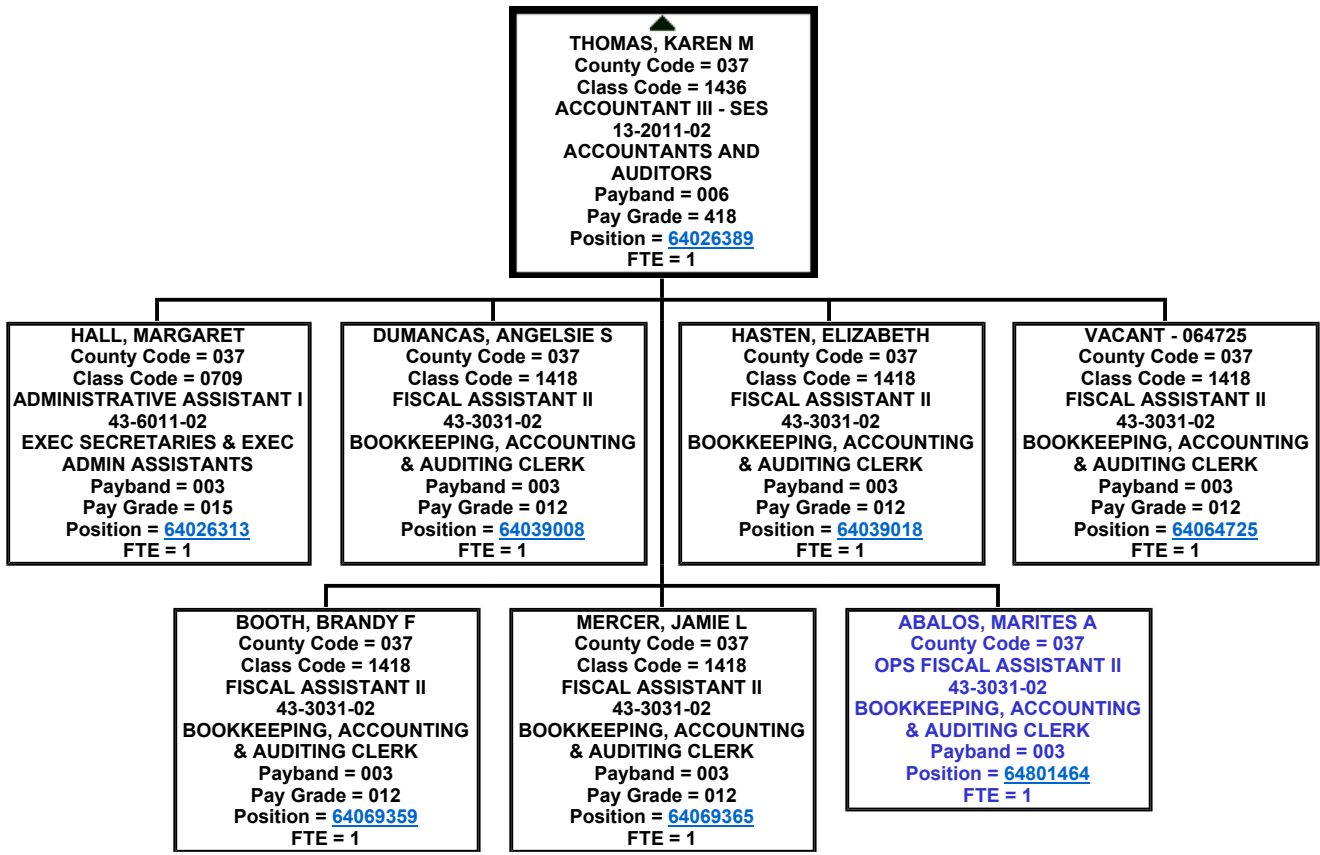 THOMAS, KAREN M
County Code = 037
Class Code = 1436
ACCOUNTANT III - SES
13-2011-02
ACCOUNTANTS AND
AUDITORS
Payband = 006
Pay Grade = 418
Position = 64026389
FTE = 1
HALL, MARGARET
County Code = 037
Class Code = 0709
ADMINISTRATIVE ASSISTANT I
43-6011-02
EXEC SECRETARIES & EXEC
ADMIN ASSISTANTS
Payband = 003
Pay Grade = 015
Position = 64026313
FTE = 1
DUMANCAS, ANGELSIE S
County Code = 037
Class Code = 1418
FISCAL ASSISTANT II
43-3031-02
BOOKKEEPING, ACCOUNTING
& AUDITING CLERK
Payband = 003
Pay Grade = 012
Position = 64039008
FTE = 1
HASTEN, ELIZABETH
County Code = 037
Class Code = 1418
FISCAL ASSISTANT II
43-3031-02
BOOKKEEPING, ACCOUNTING
& AUDITING CLERK
Payband = 003
Pay Grade = 012
Position = 64039018
FTE = 1
VACANT - 064725
County Code = 037
Class Code = 1418
FISCAL ASSISTANT II
43-3031-02
BOOKKEEPING, ACCOUNTING
& AUDITING CLERK
Payband = 003
Pay Grade = 012
Position = 64064725
FTE = 1
BOOTH, BRANDY F
County Code = 037
Class Code = 1418
FISCAL ASSISTANT II
43-3031-02
BOOKKEEPING, ACCOUNTING
& AUDITING CLERK
Payband = 003
Pay Grade = 012
Position = 64069359
FTE = 1
MERCER, JAMIE L
County Code = 037
Class Code = 1418
FISCAL ASSISTANT II
43-3031-02
BOOKKEEPING, ACCOUNTING
& AUDITING CLERK
Payband = 003
Pay Grade = 012
Position = 64069365
FTE = 1
ABALOS, MARITES A
County Code = 037
OPS FISCAL ASSISTANT II
43-3031-02
BOOKKEEPING, ACCOUNTING
& AUDITING CLERK
Payband = 003
Position = 64801464
FTE = 1